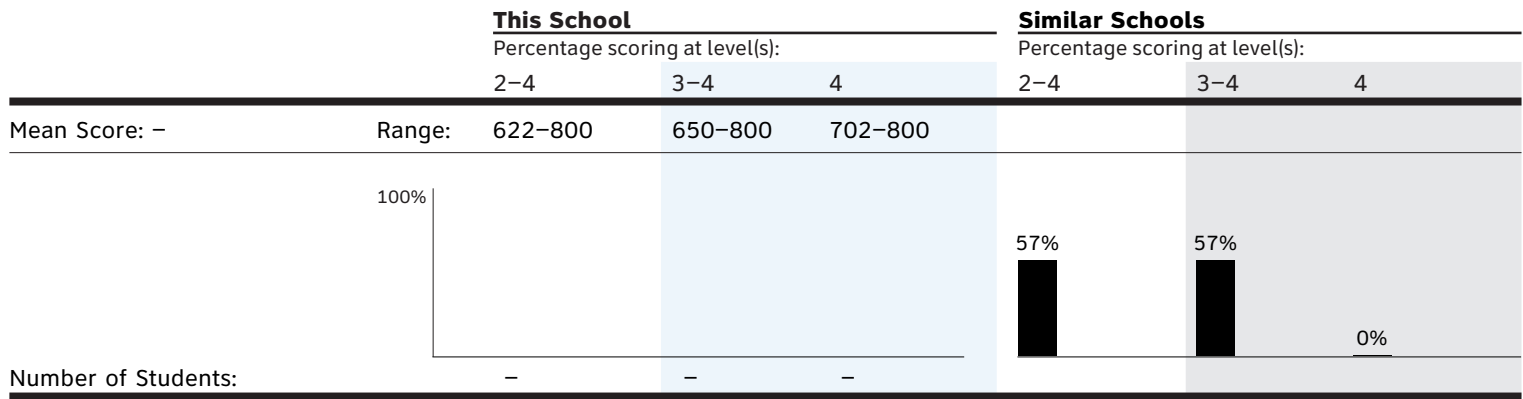 This School Similar Schools
Percentage scoring at level(s): Percentage scoring at level(s):
2–4 3–4 4 2–4 3–4 4
Mean Score: – Range: 622–800 650–800 702–800
100%
57% 57%
0%
Number of Students: – – –